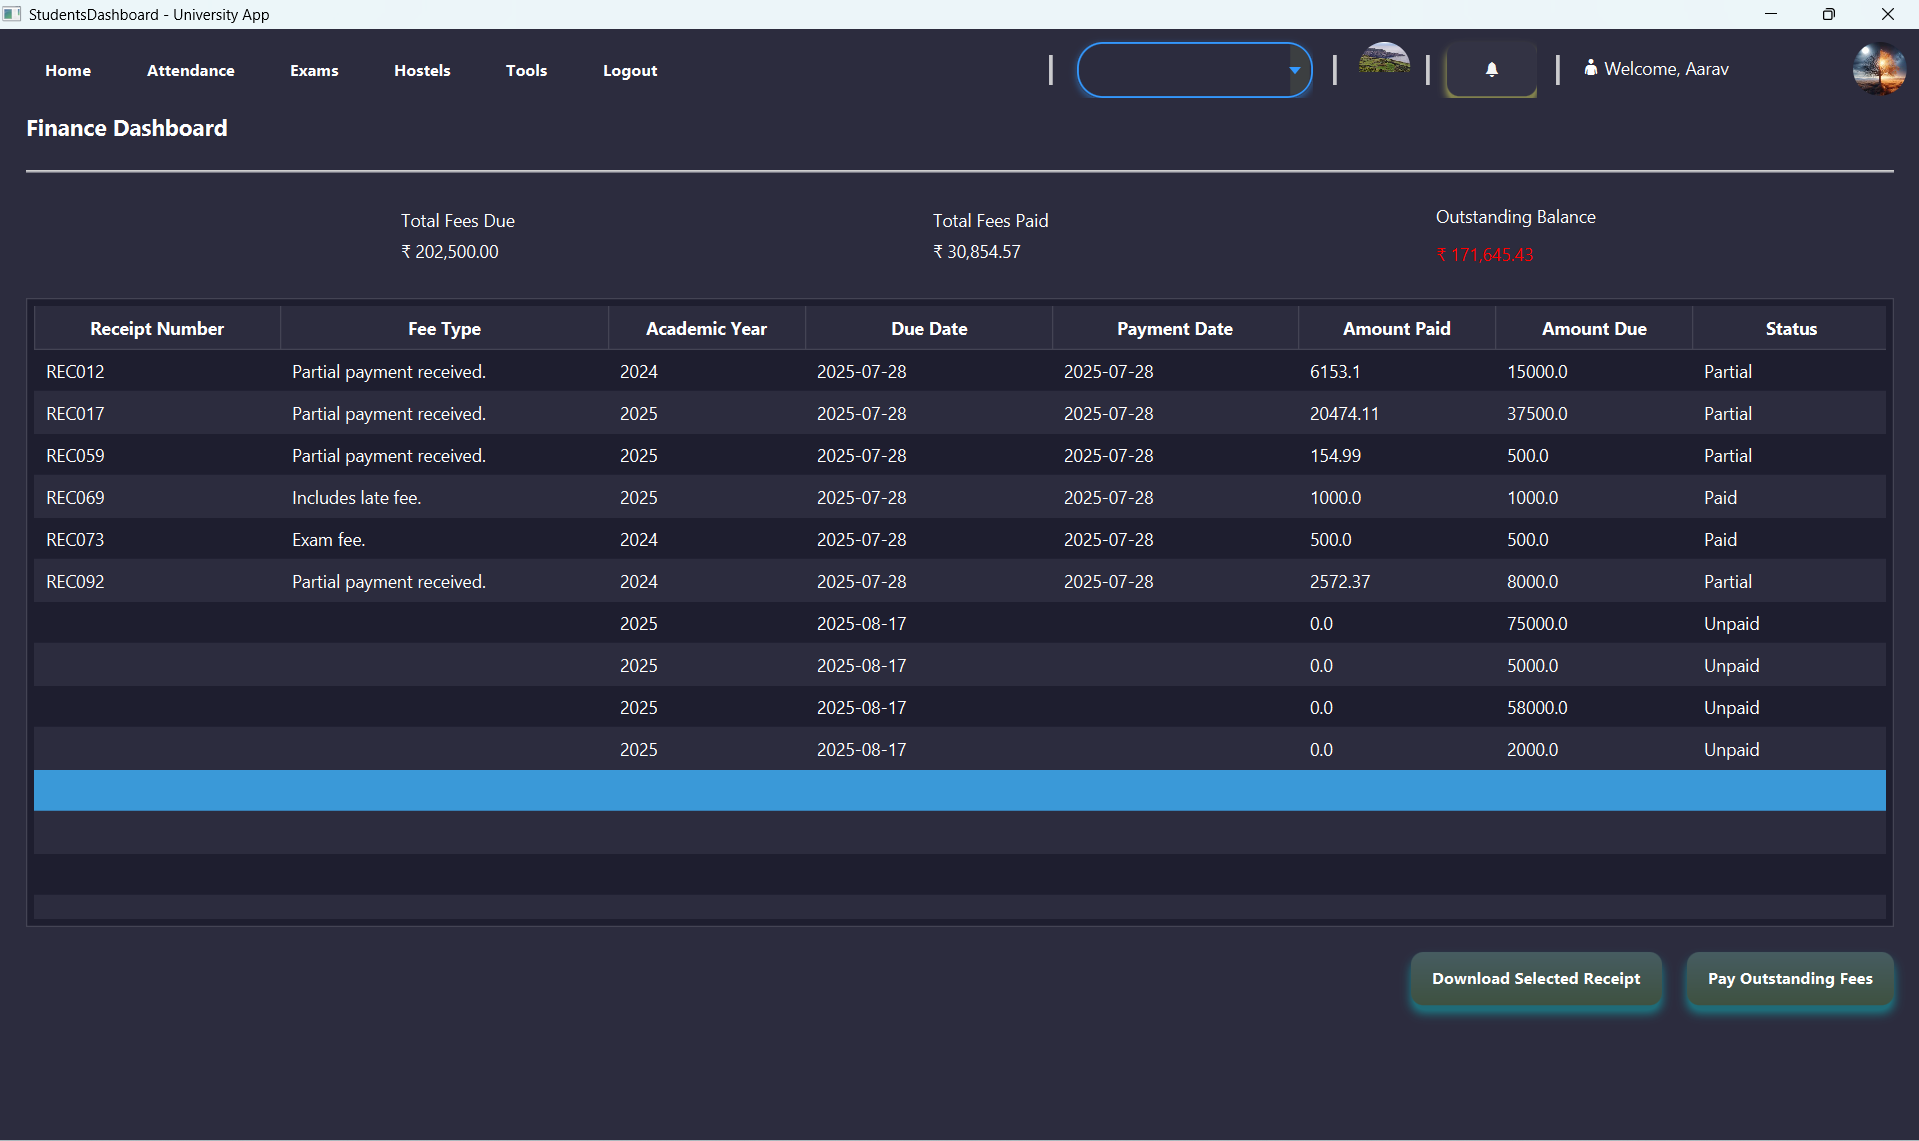 StudentsDashboard - University App
Home Attendance Exams Hostels Tools Logout Welcome, Aarav
Finance Dashboard
Total Fees Due Total Fees Paid Outstanding Balance
₹ 202,500.00 ₹ 30,854.57 ₹ 171,645.43
Receipt Number Fee Type Academic Year Due Date Payment Date Amount Paid Amount Due Status
REC012 Partial payment received. 2024 2025-07-28 2025-07-28 6153.1 15000.0 Partial
REC017 Partial payment received. 2025 2025-07-28 2025-07-28 20474.11 37500.0 Partial
REC059 Partial payment received. 2025 2025-07-28 2025-07-28 154.99 500.0 Partial
REC069 Includes late fee. 2025 2025-07-28 2025-07-28 1000.0 1000.0 Paid
REC073 Exam fee. 2024 2025-07-28 2025-07-28 500.0 500.0 Paid
REC092 Partial payment received. 2024 2025-07-28 2025-07-28 2572.37 8000.0 Partial
2025 2025-08-17 0.0 75000.0 Unpaid
2025 2025-08-17 0.0 5000.0 Unpaid
2025 2025-08-17 0.0 58000.0 Unpaid
2025 2025-08-17 0.0 2000.0 Unpaid
Download Selected Receipt Pay Outstanding Fees